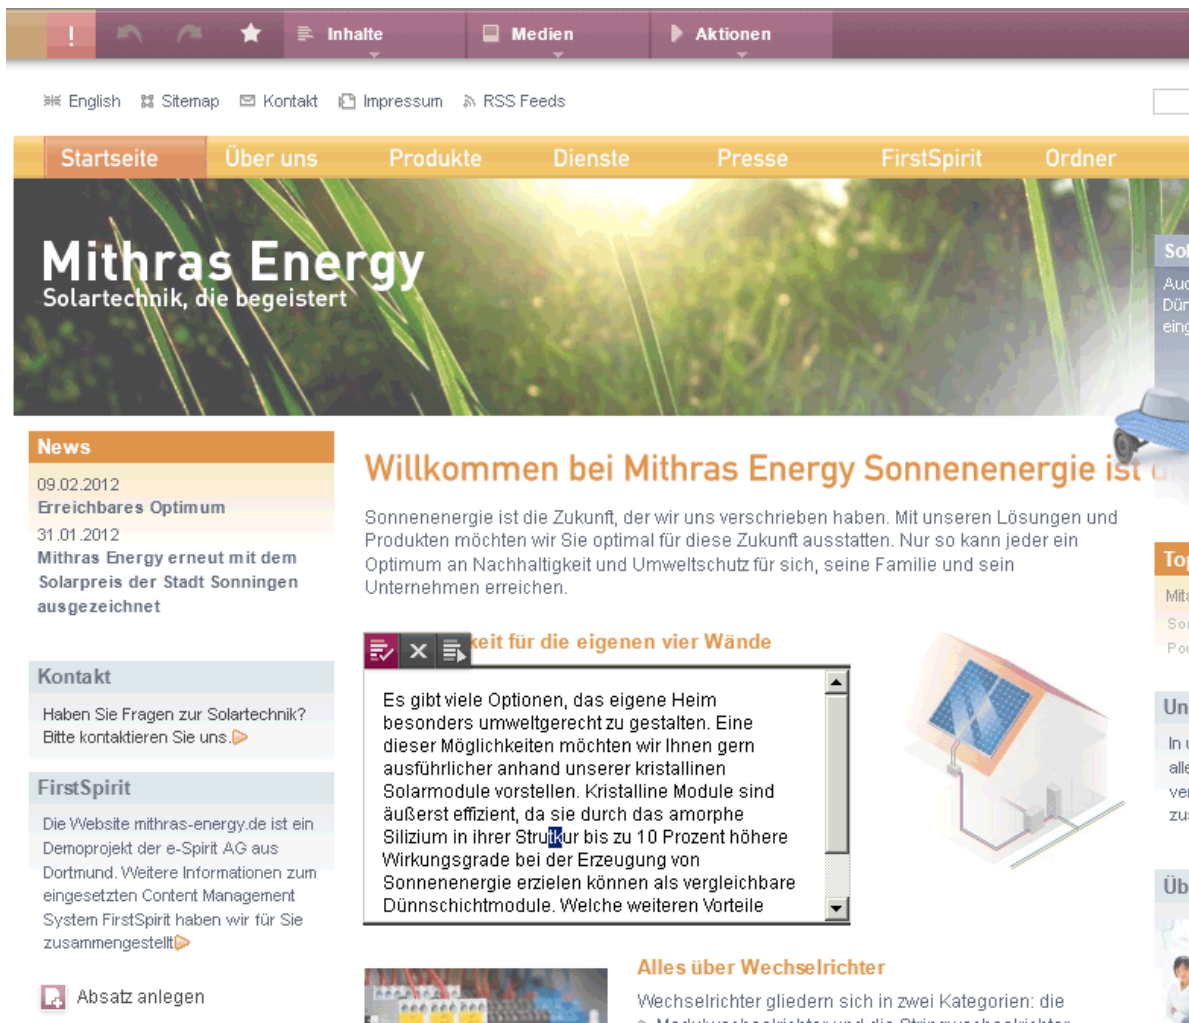 !
Inhalte
Medien
Aktionen
English Sitemap Kontakt Impressum RSS Feeds
Startseite Über uns Produkte Dienste Presse FirstSpirit Ordner
Mithras Energy
Solartechnik, die begeistert
News
09.02.2012
Erreichbares Optimum
31.01.2012
Mithras Energy erneut mit dem
Solarpreis der Stadt Sonningen
ausgezeichnet
Kontakt
Haben Sie Fragen zur Solartechnik?
Bitte kontaktieren Sie uns.
FirstSpirit
Die Website mithras-energy.de ist ein
Demoprojekt der e-Spirit AG aus
Dortmund. Weitere Informationen zum
eingesetzten Content Management
System FirstSpirit haben wir für Sie
zusammengestellt
Absatz anlegen
Willkommen bei Mithras Energy Sonnenenergie ist
Sonnenenergie ist die Zukunft, der wir uns verschrieben haben. Mit unseren Lösungen und
Produkten möchten wir Sie optimal für diese Zukunft ausstatten. Nur so kann jeder ein
Optimum an Nachhaltigkeit und Umweltschutz für sich, seine Familie und sein
Unternehmen erreichen.
keit für die eigenen vier Wände
Es gibt viele Optionen, das eigene Heim
besonders umweltgerecht zu gestalten. Eine
dieser Möglichkeiten möchten wir Ihnen gern
ausführlicher anhand unserer kristallinen
Solarmodule vorstellen. Kristalline Module sind
äußerst effizient, da sie durch das amorphe
Silizium in ihrer Strutkur bis zu 10 Prozent höhere
Wirkungsgrade bei der Erzeugung von
Sonnenenergie erzielen können als vergleichbare
Dünnschichtmodule. Welche weiteren Vorteile
Alles über Wechselrichter
Wechselrichter gliedern sich in zwei Kategorien: die
Modulwechselrichter und die Stringwechselrichter